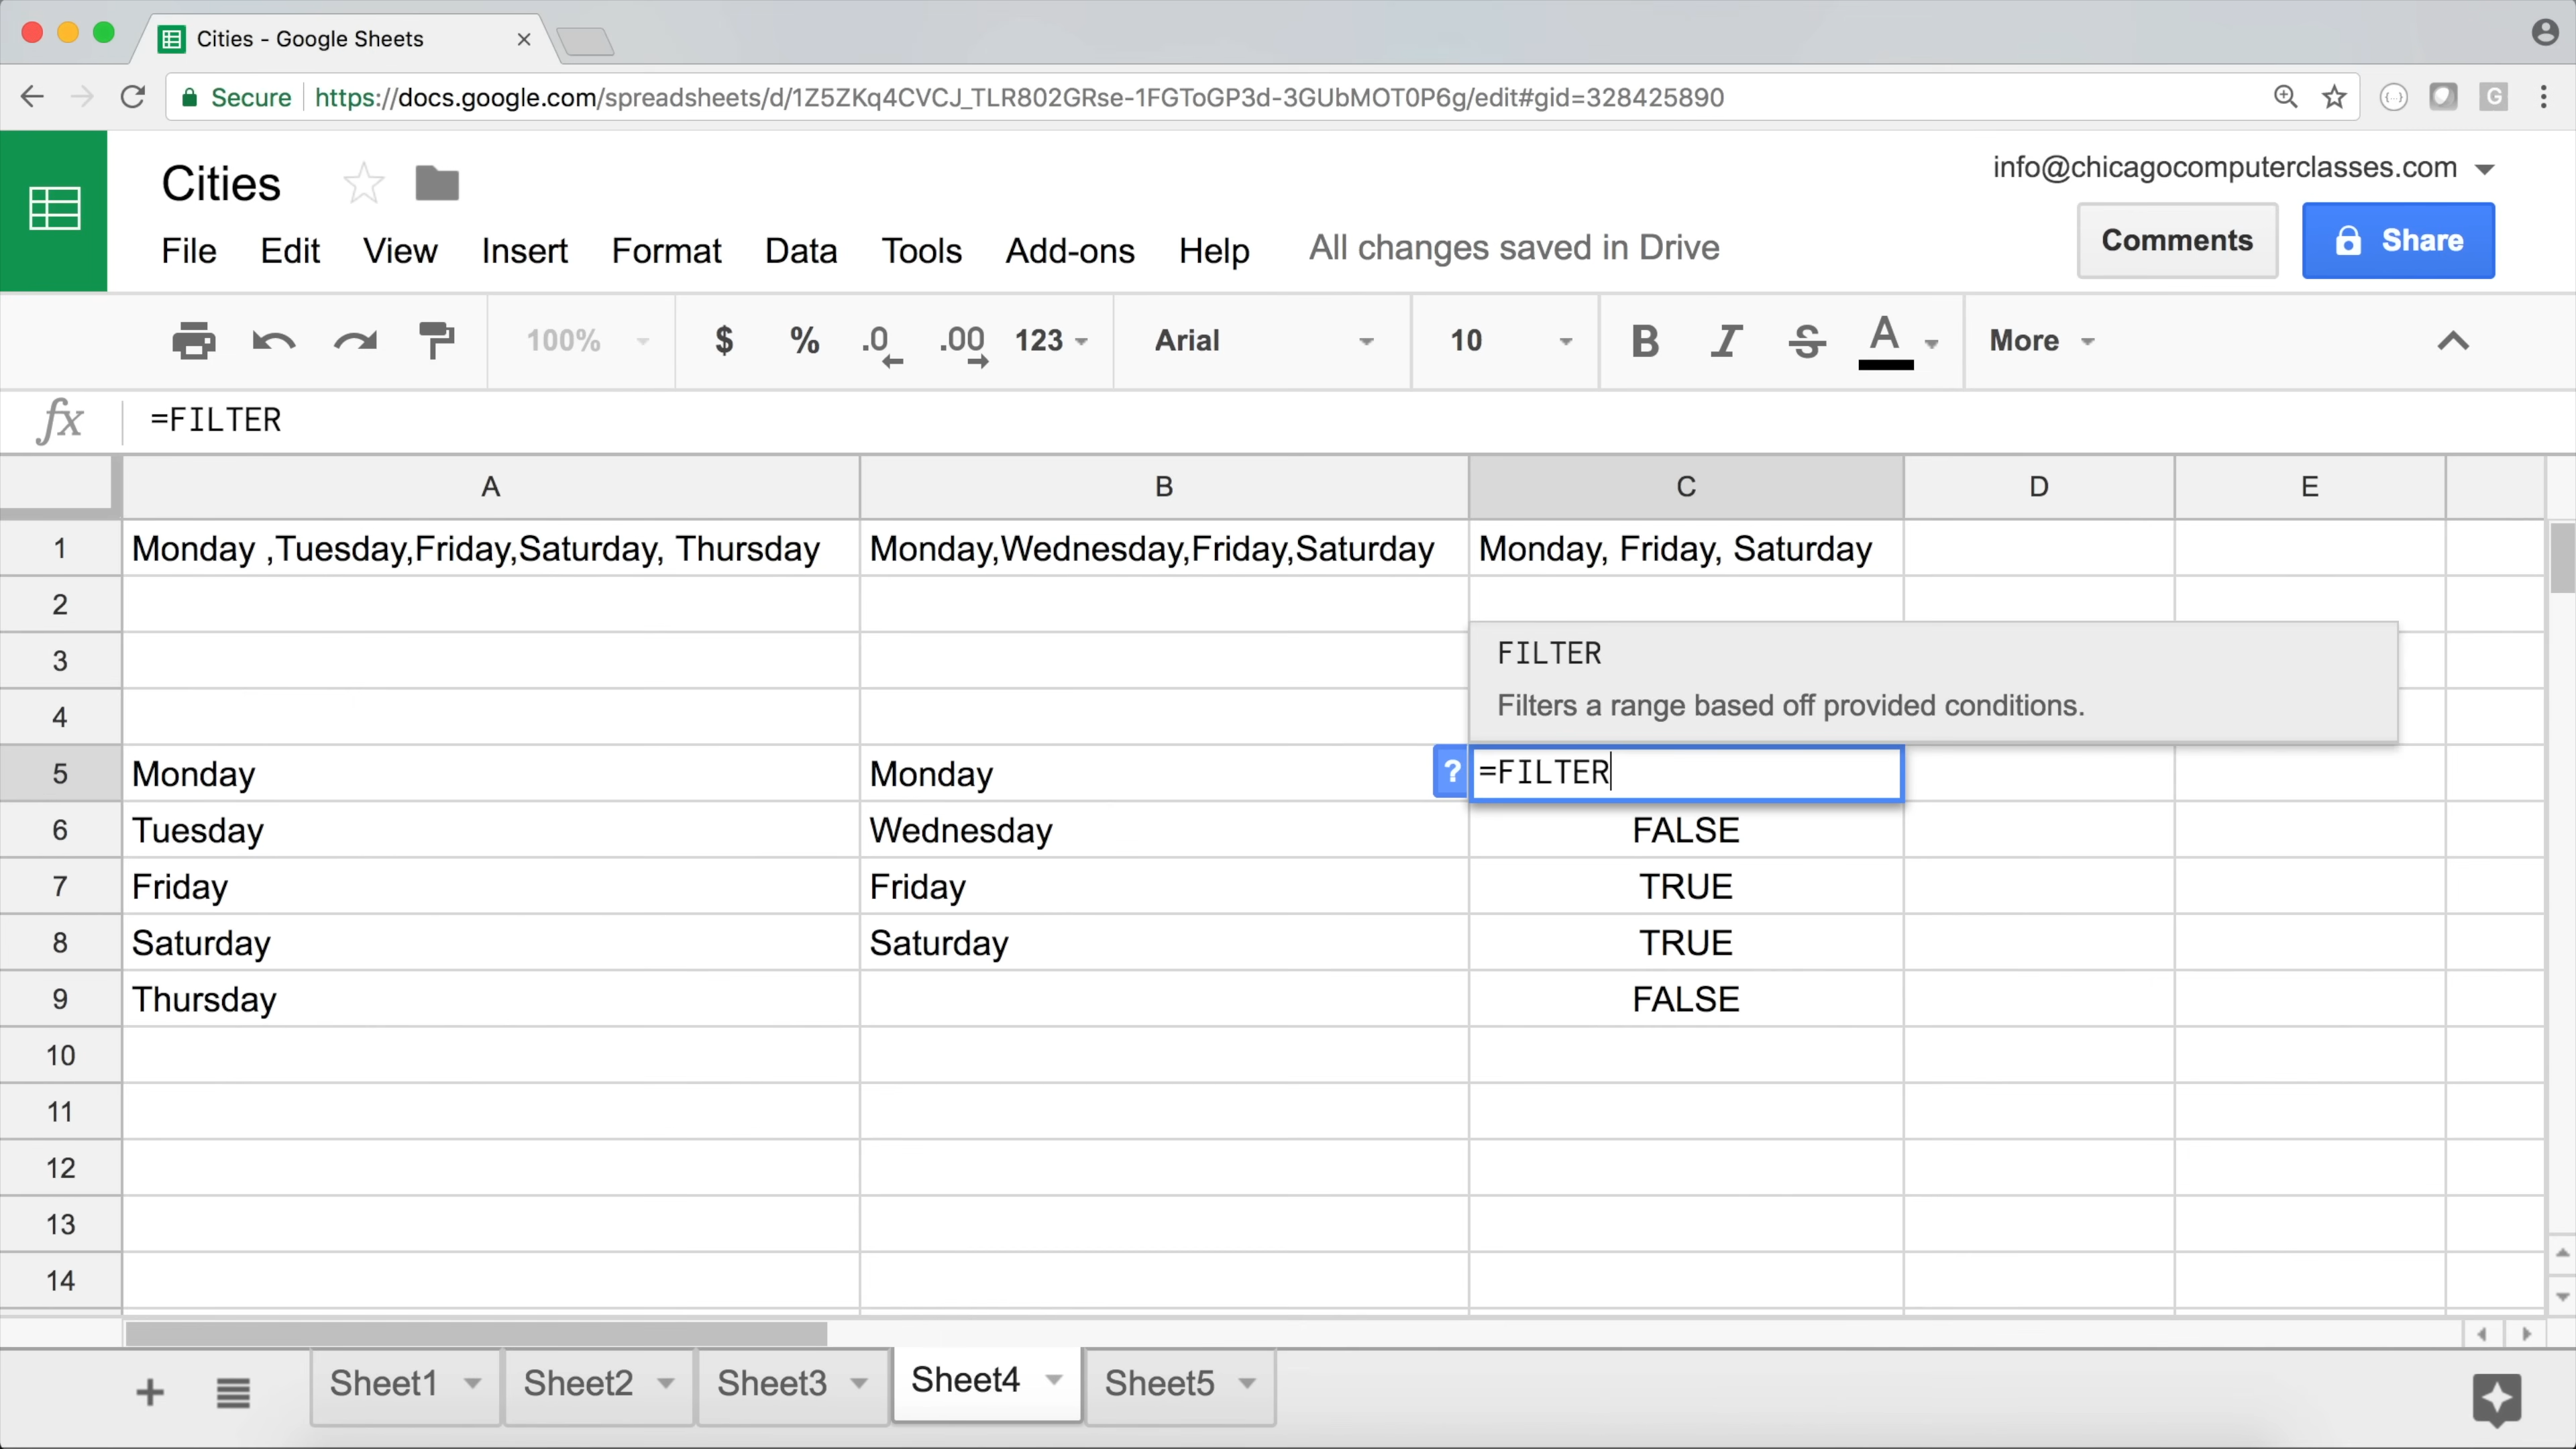 Cities - Google Sheets
Secure https://docs.google.com/spreadsheets/d/1Z5ZKq4CVCJ_TLR802GRse-1FGToGP3d-3GUbMOT0P6g/edit#gid=328425890 G
Cities info@chicagocomputerclasses.com
File Edit View Insert Format Data Tools Add-ons Help All changes saved in Drive Comments Share
100% $ % .0 .00 123 Arial 10 B I S A More
fx =FILTER
A B C D E
1 Monday ,Tuesday,Friday,Saturday, Thursday Monday,Wednesday,Friday,Saturday Monday, Friday, Saturday
2
3 FILTER
Filters a range based off provided conditions.
4
5 Monday Monday ? =FILTER
6 Tuesday Wednesday FALSE
7 Friday Friday TRUE
8 Saturday Saturday TRUE
9 Thursday FALSE
10
11
12
13
14
Sheet1 Sheet2 Sheet3 Sheet4 Sheet5